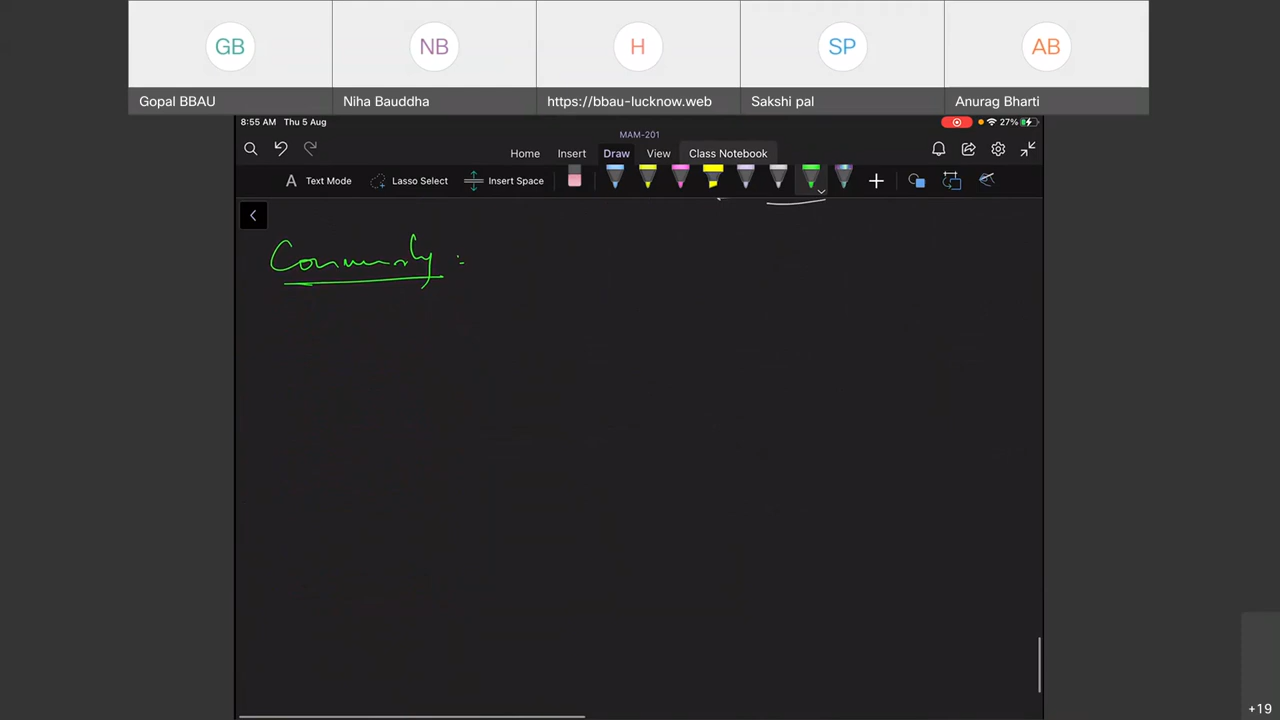 GB NB H SP AB
Gopal BBAU Niha Bauddha https://bbau-lucknow.web Sakshi pal Anurag Bharti
8:55 AM Thu 5 Aug 27%
MAM-201
Home Insert Draw View Class Notebook
Text Mode Lasso Select Insert Space
Conversely :
+19